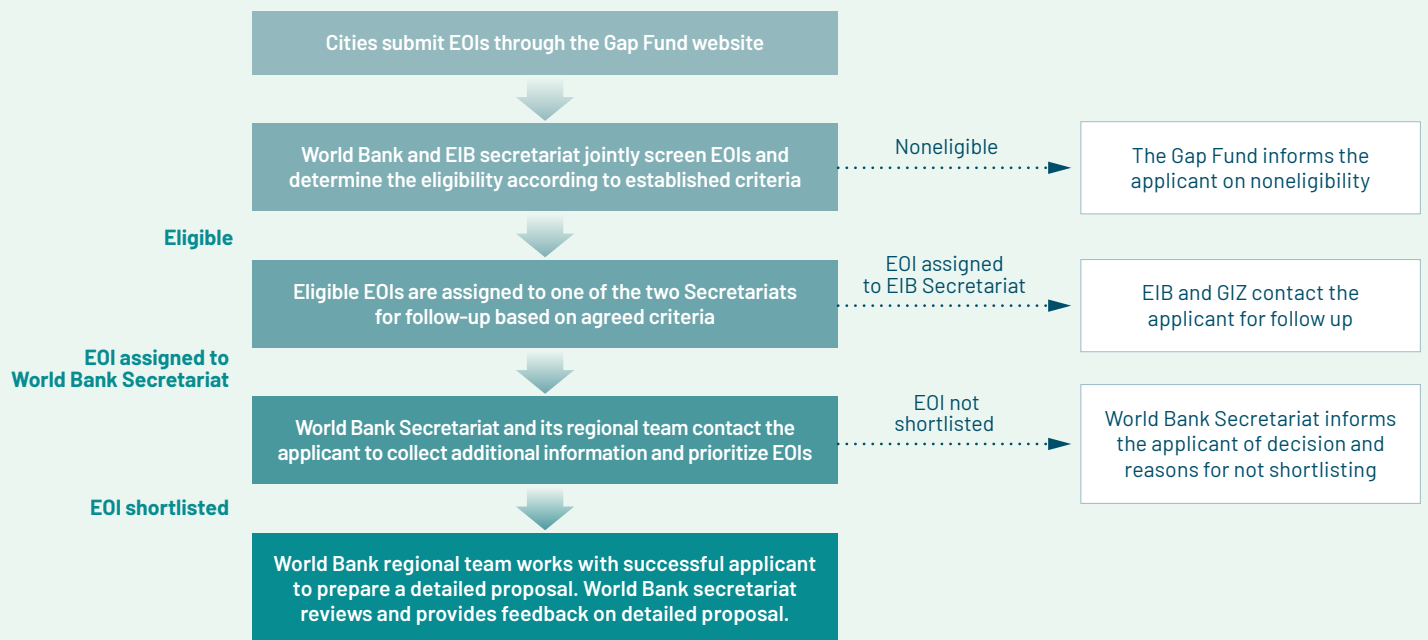 Cities submit EOIs through the Gap Fund website
World Bank and EIB secretariat jointly screen EOIs and
determine the eligibility according to established criteria
Noneligible
The Gap Fund informs the
applicant on noneligibility
Eligible
Eligible EOIs are assigned to one of the two Secretariats
for follow-up based on agreed criteria
EOI assigned
to EIB Secretariat
EIB and GIZ contact the
applicant for follow up
EOI assigned to
World Bank Secretariat
World Bank Secretariat and its regional team contact the
applicant to collect additional information and prioritize EOIs
EOI not
shortlisted
World Bank Secretariat informs
the applicant of decision and
reasons for not shortlisting
EOI shortlisted
World Bank regional team works with successful applicant
to prepare a detailed proposal. World Bank secretariat
reviews and provides feedback on detailed proposal.